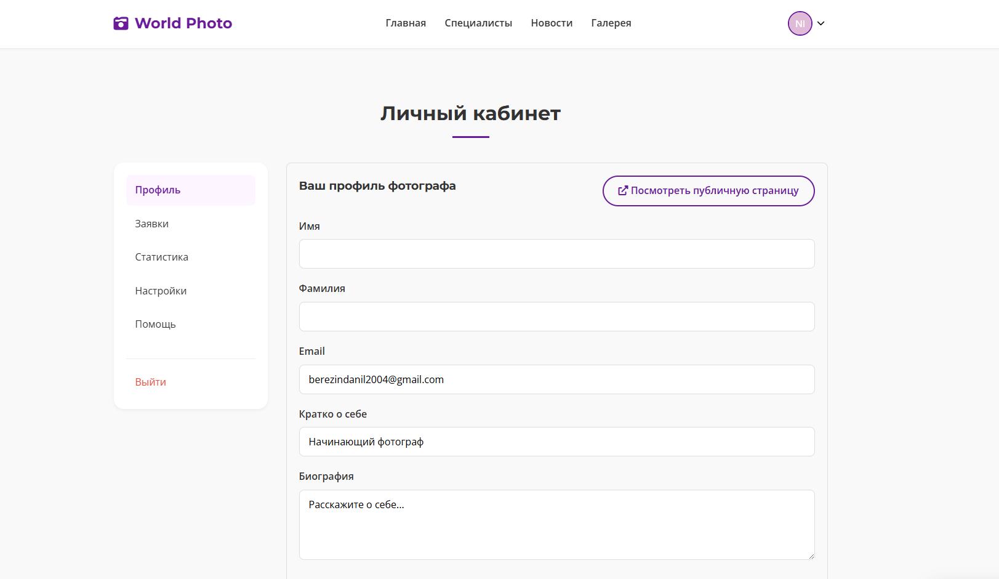 World Photo
Главная Специалисты Новости Галерея
NI
Личный кабинет
Профиль
Заявки
Статистика
Настройки
Помощь
Выйти
Ваш профиль фотографа
Посмотреть публичную страницу
Имя
Фамилия
Email
berezindanil2004@gmail.com
Кратко о себе
Начинающий фотограф
Биография
Расскажите о себе...